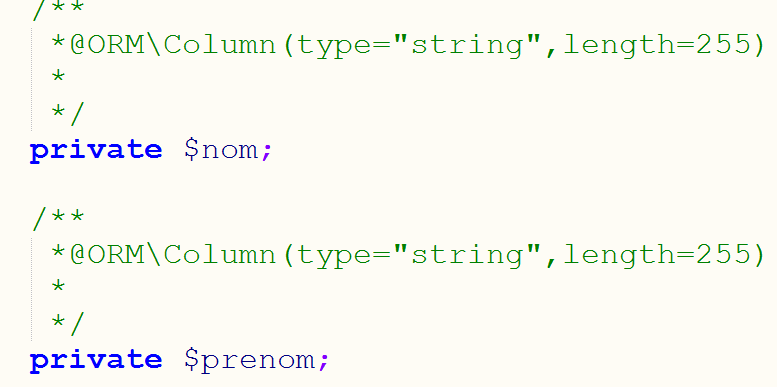 /**
*@ORM\Column(type="string",length=255)
*
*/
private $nom;
/**
*@ORM\Column(type="string",length=255)
*
*/
private $prenom;